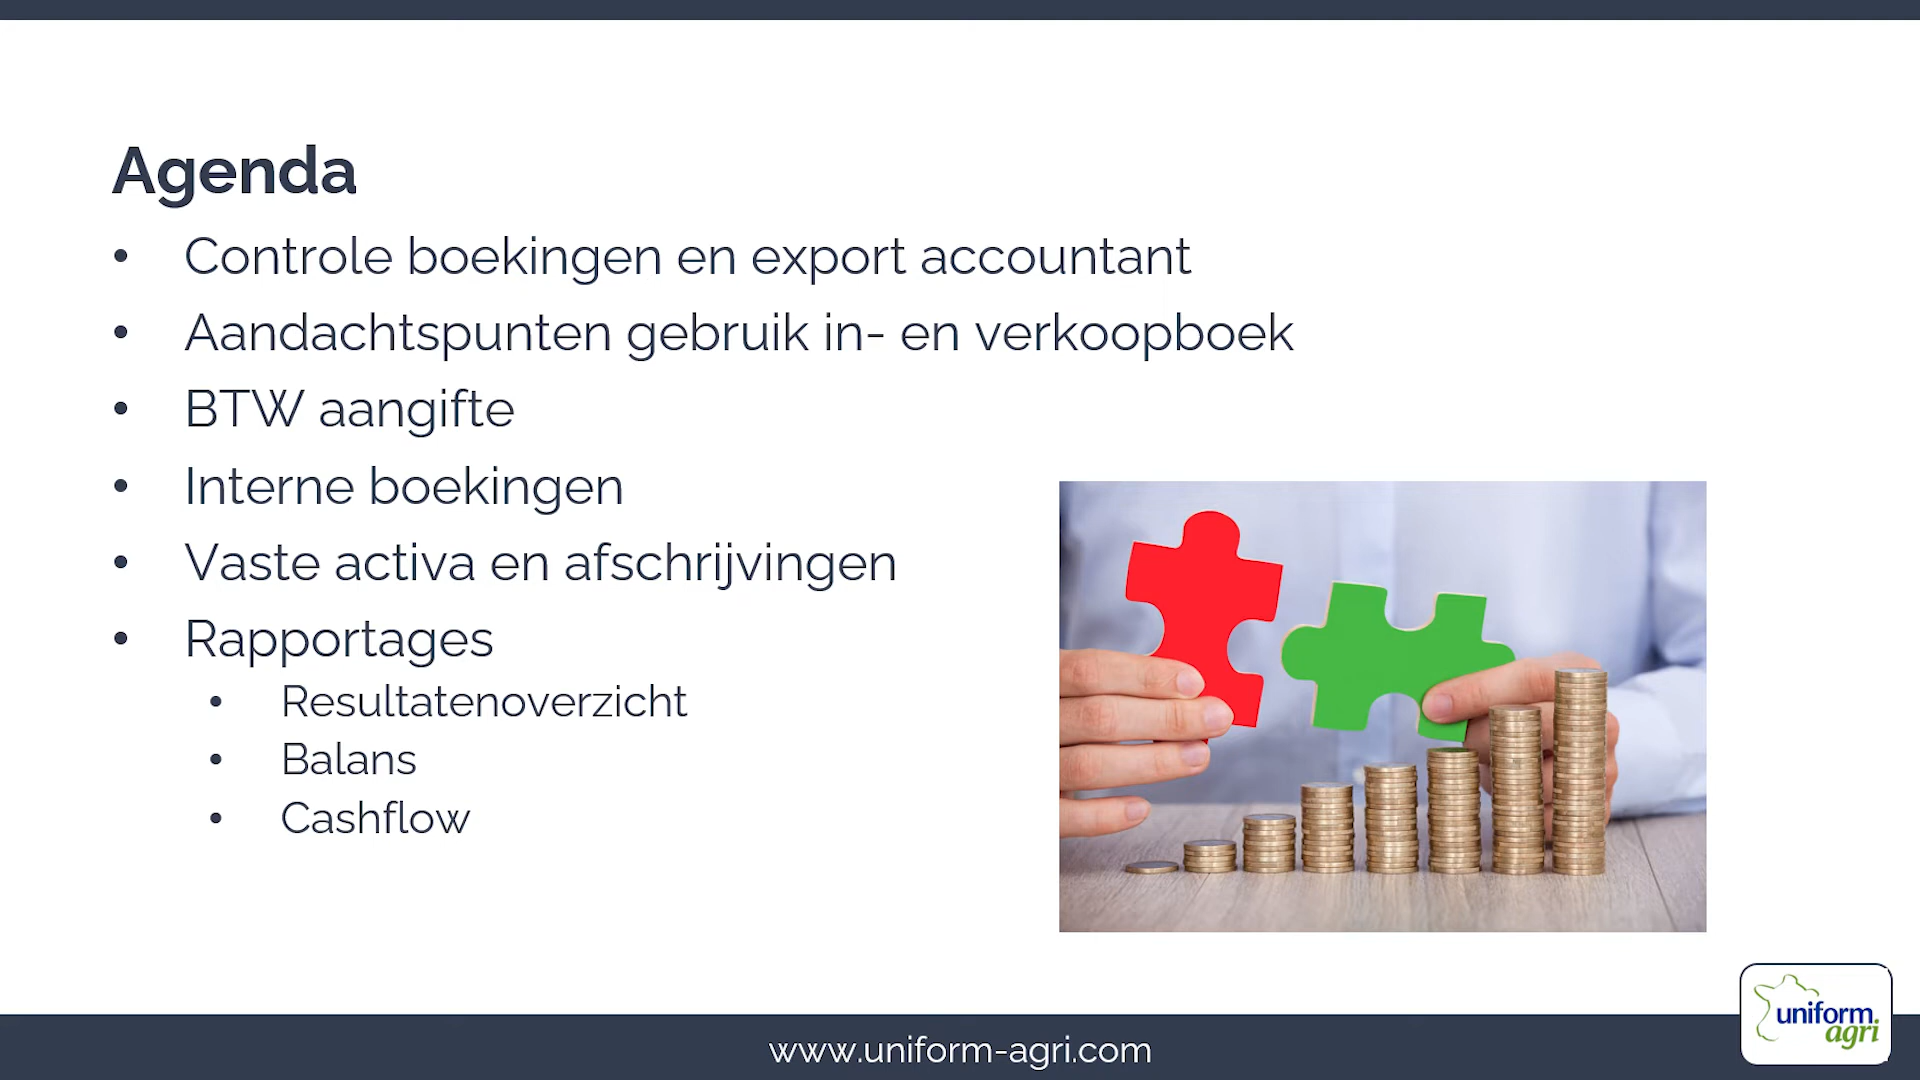 Agenda
• Controle boekingen en export accountant
• Aandachtspunten gebruik in- en verkoopboek
• BTW aangifte
• Interne boekingen
• Vaste activa en afschrijvingen
• Rapportages
• Resultatenoverzicht
• Balans
• Cashflow
www.uniform-agri.com
uniform
agri